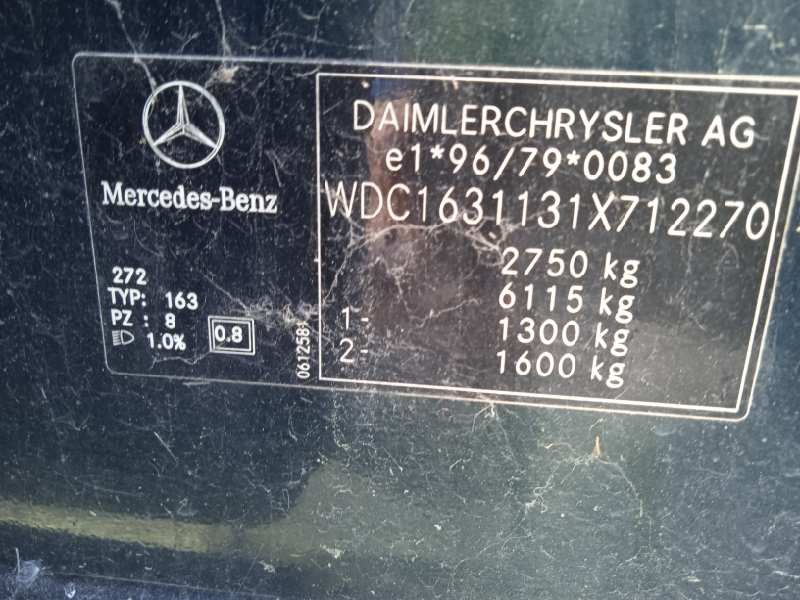 Mercedes-Benz
272
TYP: 163
PZ : 8
1.0%
0.8
DAIMLERCHRYSLER AG
e1*96/79*0083
WDC1631131X712270
2750 kg
6115 kg
1- 1300 kg
2- 1600 kg